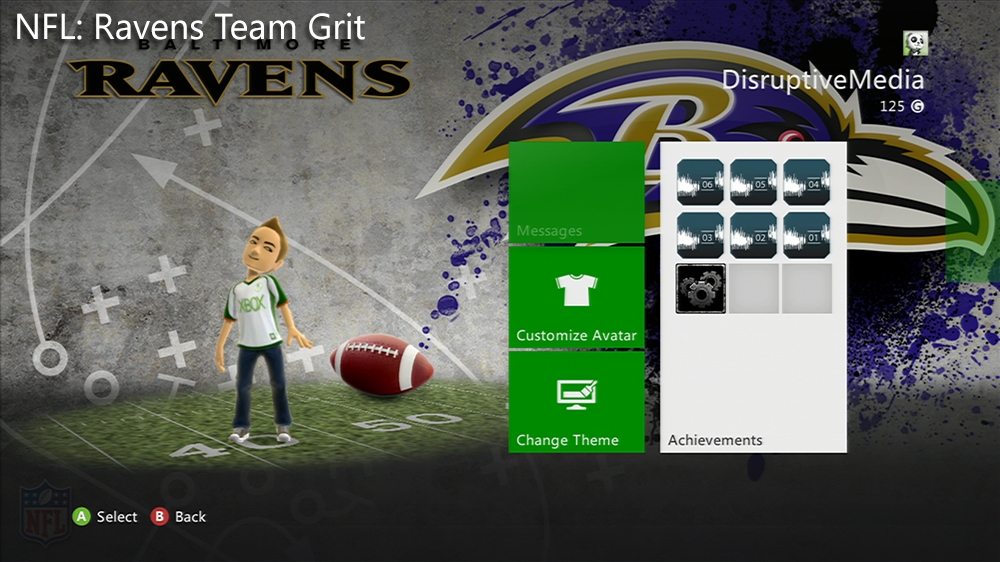 NFL: Ravens Team Grit
BALTIMORE
RAVENS
DisruptiveMedia
125 G
Messages
06 05 04
03 02 01
XBOX
Customize Avatar
Change Theme
Achievements
40 50
NFL
A Select B Back